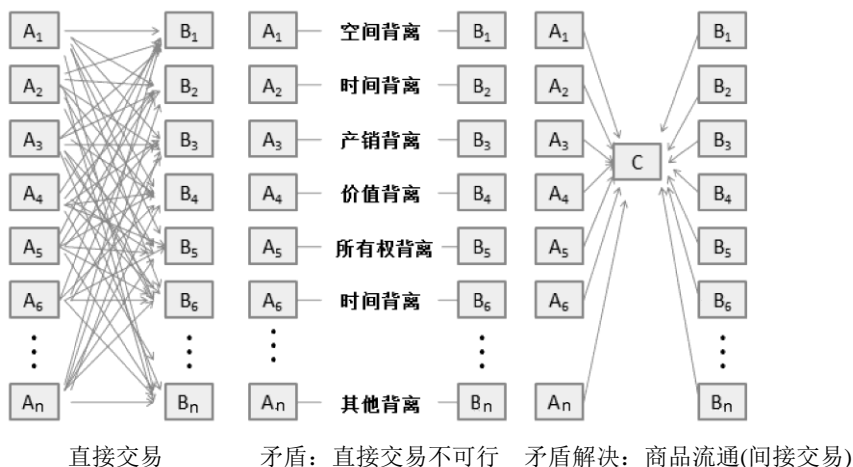 A₁ B₁ A₁ 空间背离 B₁ A₁ B₁
A₂ B₂ A₂ 时间背离 B₂ A₂ B₂
A₃ B₃ A₃ 产销背离 B₃ A₃ B₃
C
A₄ B₄ A₄ 价值背离 B₄ A₄ B₄
A₅ B₅ A₅ 所有权背离 B₅ A₅ B₅
A₆ B₆ A₆ 时间背离 B₆ A₆ B₆
Aₙ Bₙ Aₙ 其他背离 Bₙ Aₙ Bₙ
直接交易 矛盾：直接交易不可行 矛盾解决：商品流通(间接交易)